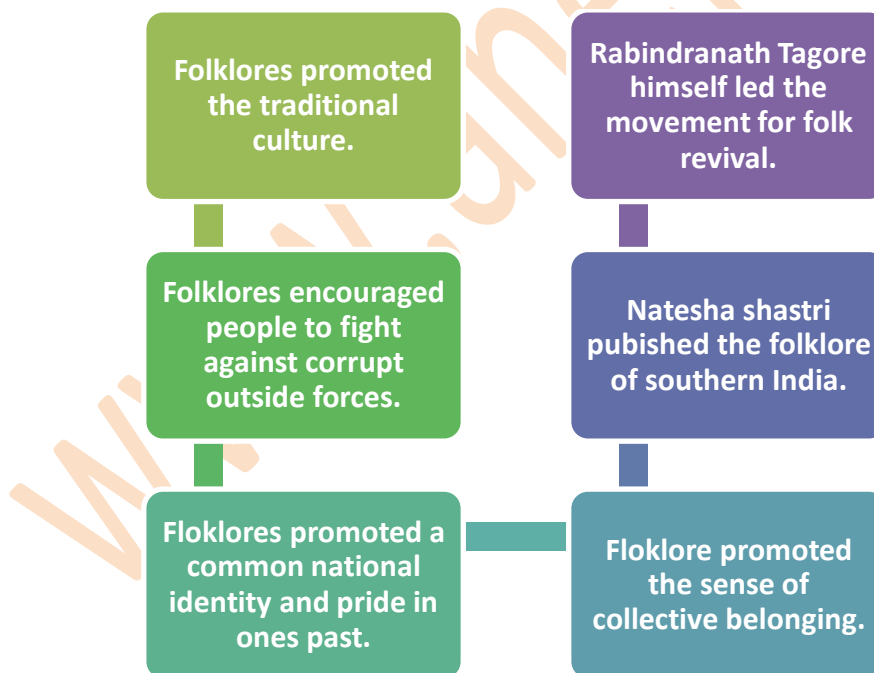 Folklores promoted
the traditional
culture.
Folklores encouraged
people to fight
against corrupt
outside forces.
Floklores promoted a
common national
identity and pride in
ones past.
Floklore promoted
the sense of
collective belonging.
Natesha shastri
pubished the folklore
of southern India.
Rabindranath Tagore
himself led the
movement for folk
revival.